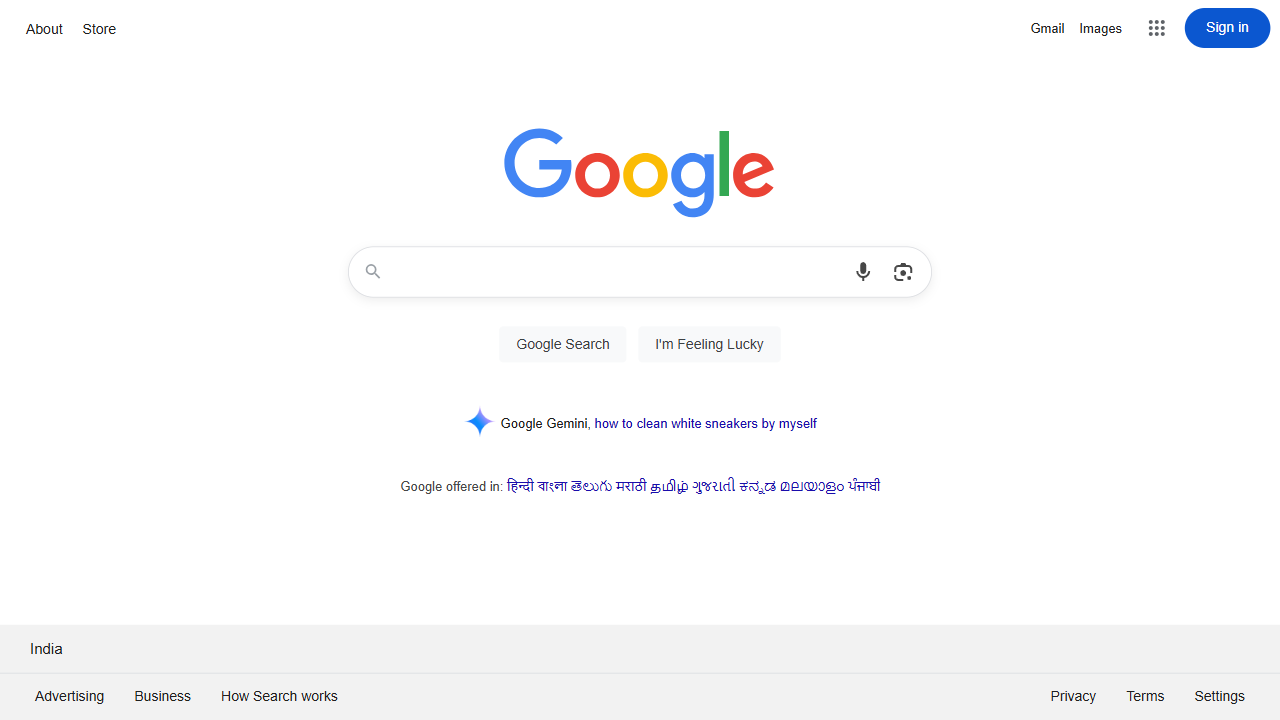 About Store
Gmail Images Sign in
Google
Google Search I'm Feeling Lucky
Google Gemini, how to clean white sneakers by myself
Google offered in: हिन्दी বাংলা తెలుగు मराठी தமிழ் ગુજરાતી ಕನ್ನಡ മലയാളം ਪੰਜਾਬੀ
India
Advertising Business How Search works Privacy Terms Settings